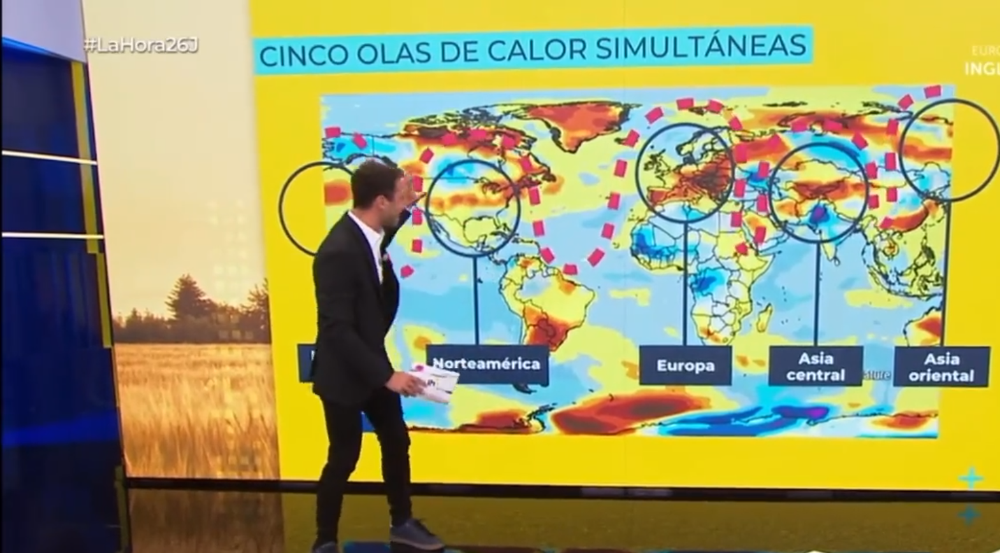 #LaHora26J
CINCO OLAS DE CALOR SIMULTÁNEAS
Norteamérica
Europa
Asia
central
Asia
oriental